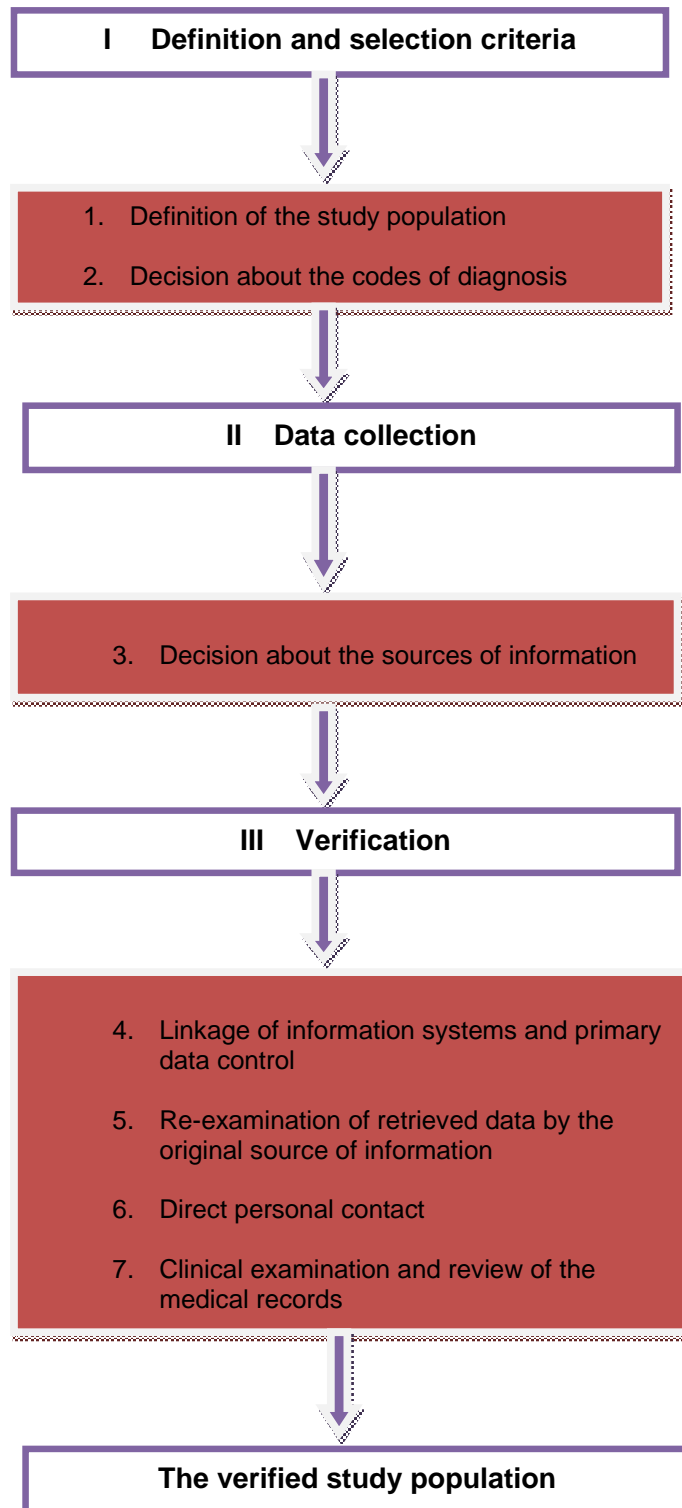 I Definition and selection criteria
1. Definition of the study population
2. Decision about the codes of diagnosis
II Data collection
3. Decision about the sources of information
III Verification
4. Linkage of information systems and primary
data control
5. Re-examination of retrieved data by the
original source of information
6. Direct personal contact
7. Clinical examination and review of the
medical records
The verified study population